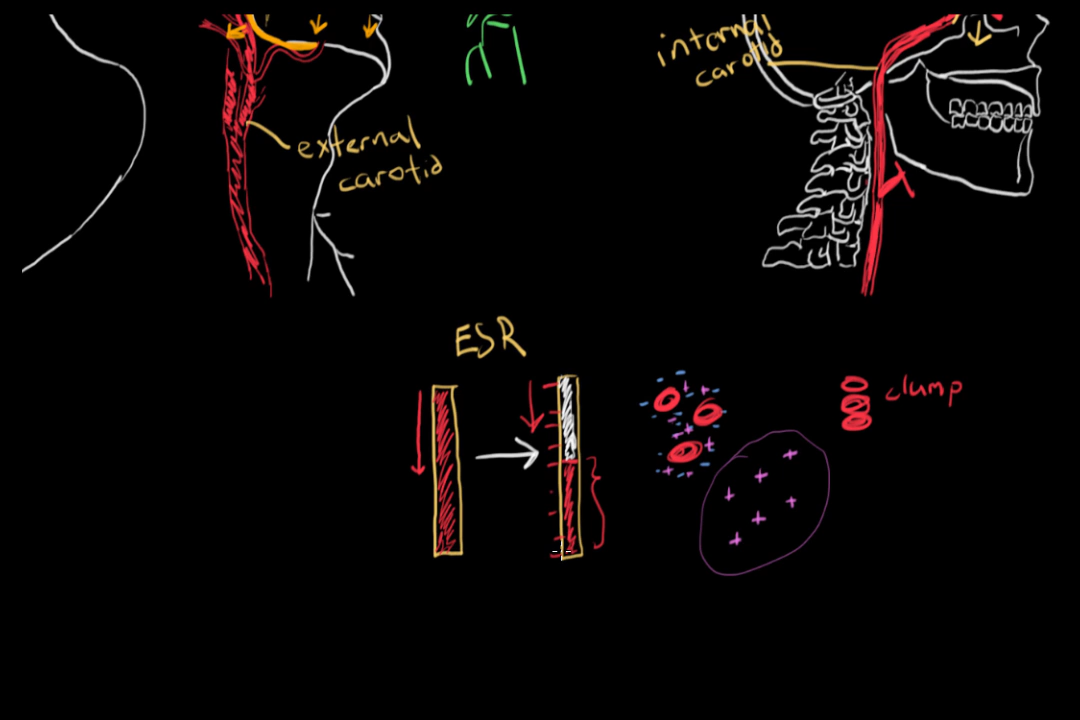 internal
carotid
external
carotid
ESR
clump